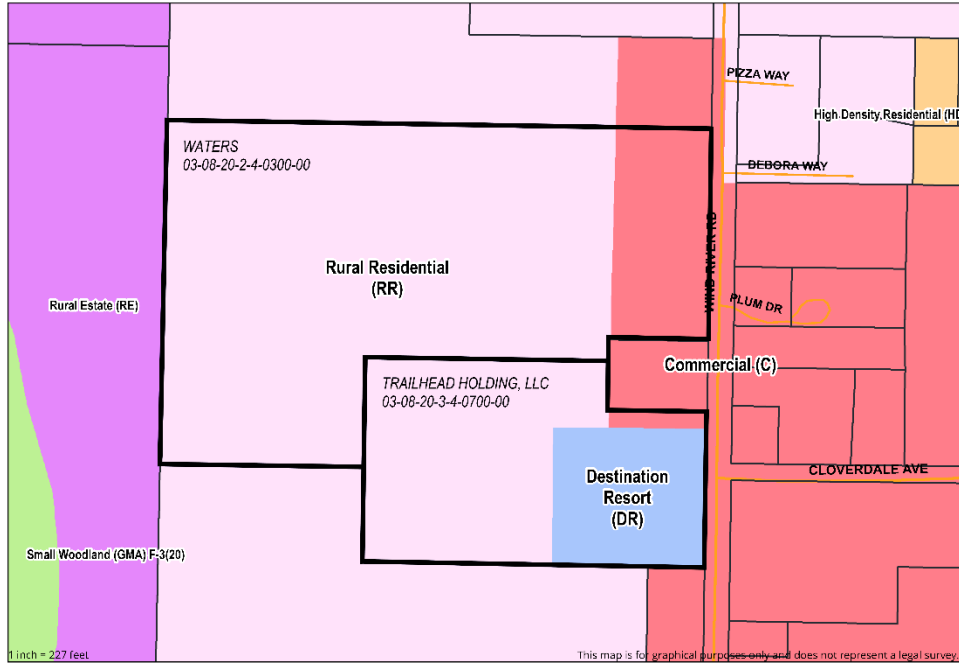 PIZZA WAY
High Density Residential (HD
WATERS
03-08-20-2-4-0300-00
DEBORA WAY
WIND RIVER RD
Rural Residential
(RR)
Rural Estate (RE)
PLUM DR
Commercial (C)
TRAILHEAD HOLDING, LLC
03-08-20-3-4-0700-00
CLOVERDALE AVE
Destination
Resort
(DR)
Small Woodland (GMA) F-3(20)
1 inch = 227 feet
This map is for graphical purposes only and does not represent a legal survey.